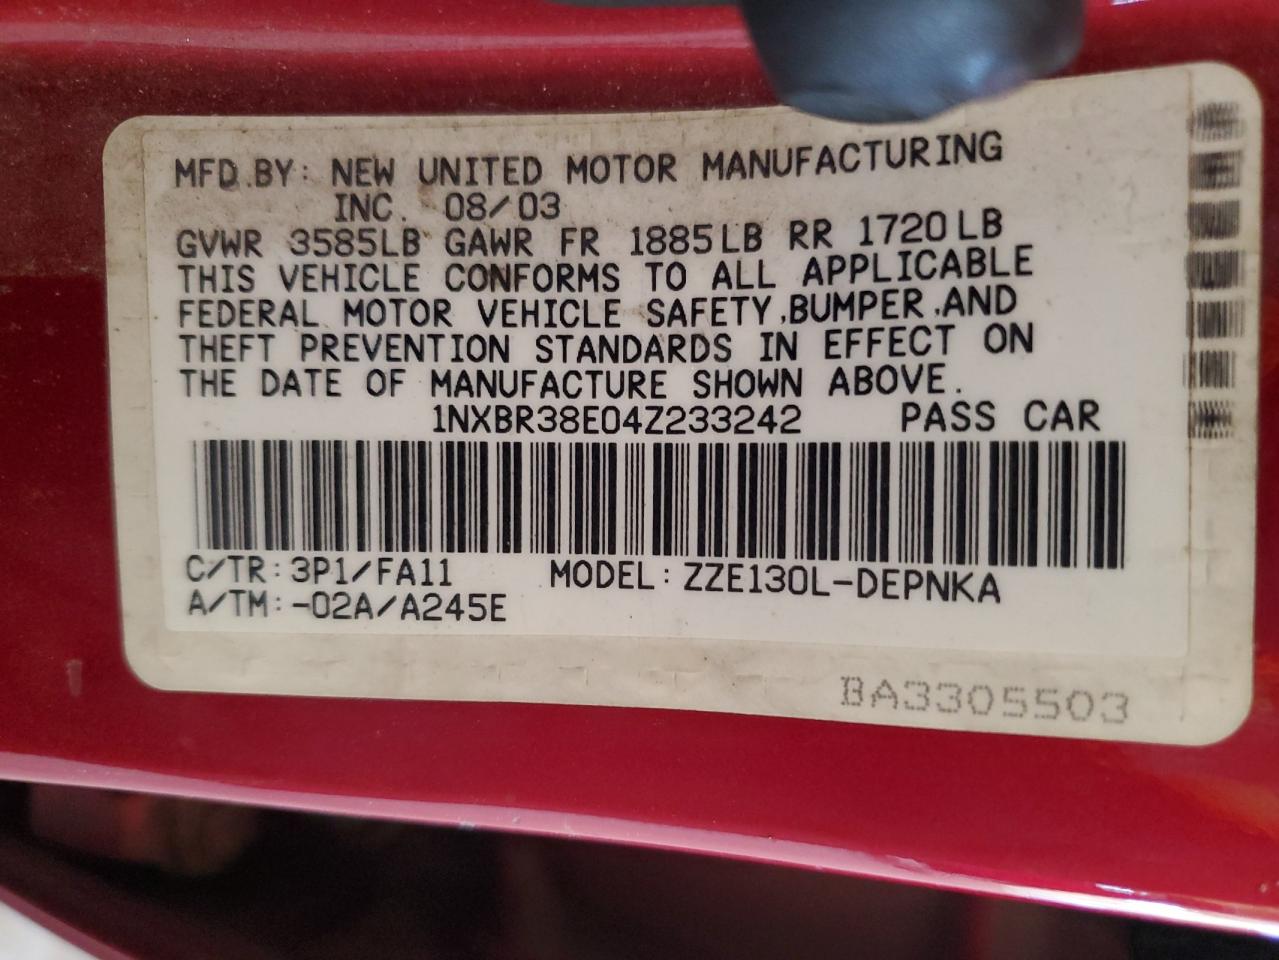 MFD.BY: NEW UNITED MOTOR MANUFACTURING
INC. 08/03
GVWR 3585LB GAWR FR 1885LB RR 1720LB
THIS VEHICLE CONFORMS TO ALL APPLICABLE
FEDERAL MOTOR VEHICLE SAFETY,BUMPER,AND
THEFT PREVENTION STANDARDS IN EFFECT ON
THE DATE OF MANUFACTURE SHOWN ABOVE.
1NXBR38E04Z233242 PASS CAR
C/TR:3P1/FA11 MODEL:ZZE130L-DEPNKA
A/TM:-02A/A245E
BA3305503